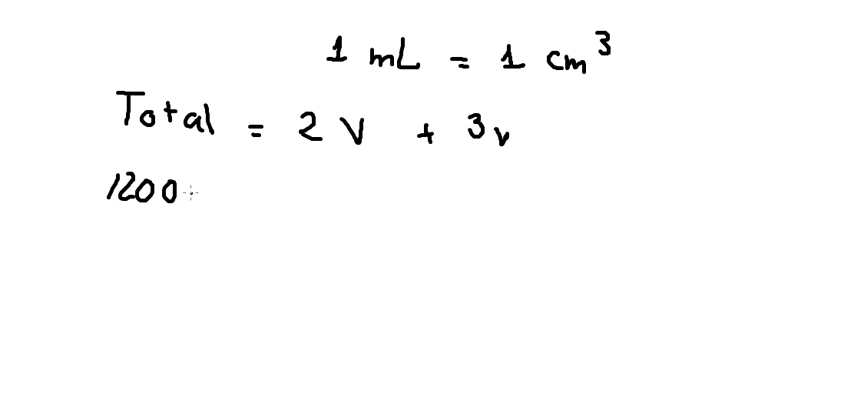 1 mL = 1 cm³
Total = 2 V + 3 v
1200